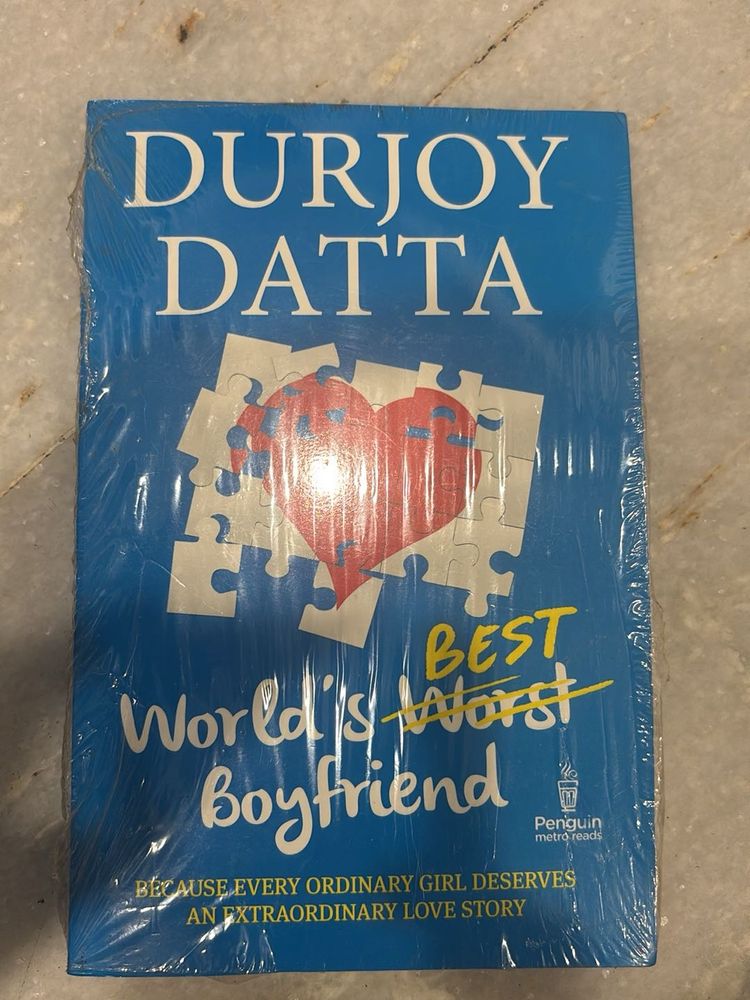 DURJOY
DATTA
BEST
World's Worst
Boyfriend
Penguin
metro reads
BECAUSE EVERY ORDINARY GIRL DESERVES
AN EXTRAORDINARY LOVE STORY